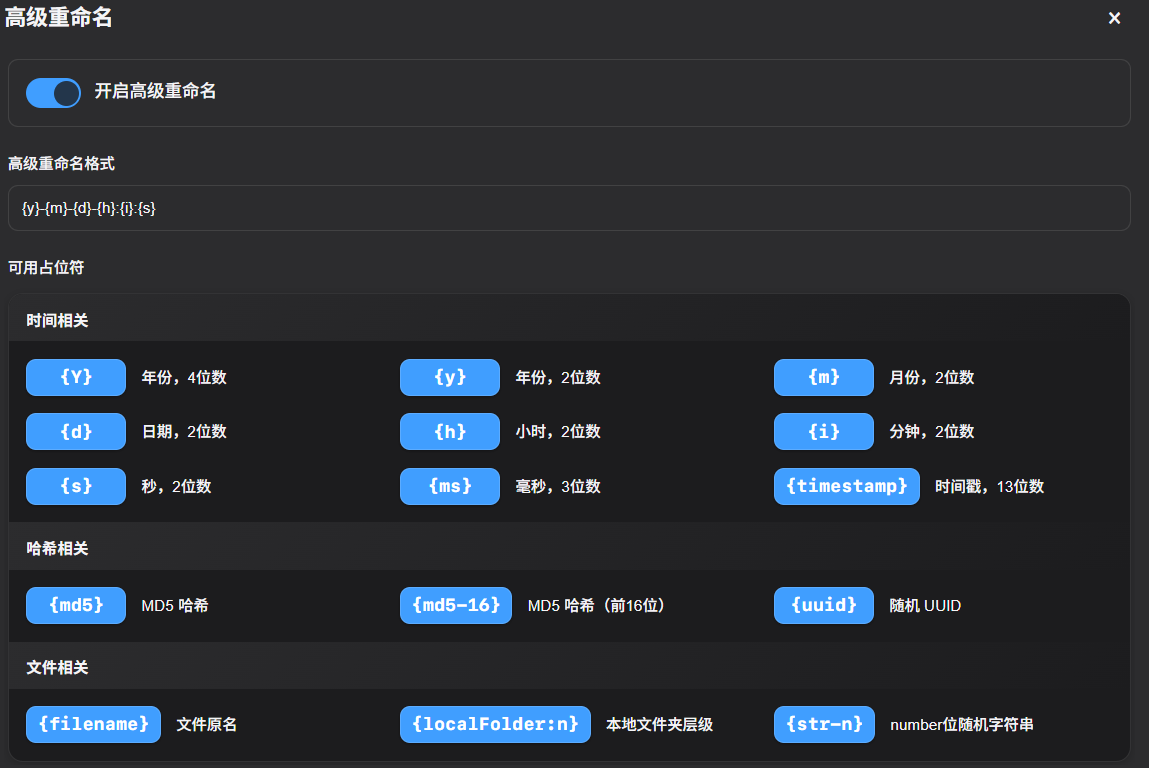 高级重命名
开启高级重命名
高级重命名格式
{y}-{m}-{d}-{h}:{i}:{s}
可用占位符
时间相关
{Y} 年份，4位数 {y} 年份，2位数 {m} 月份，2位数
{d} 日期，2位数 {h} 小时，2位数 {i} 分钟，2位数
{s} 秒，2位数 {ms} 毫秒，3位数 {timestamp} 时间戳，13位数
哈希相关
{md5} MD5 哈希 {md5-16} MD5 哈希（前16位） {uuid} 随机 UUID
文件相关
{filename} 文件原名 {localFolder:n} 本地文件夹层级 {str-n} number位随机字符串